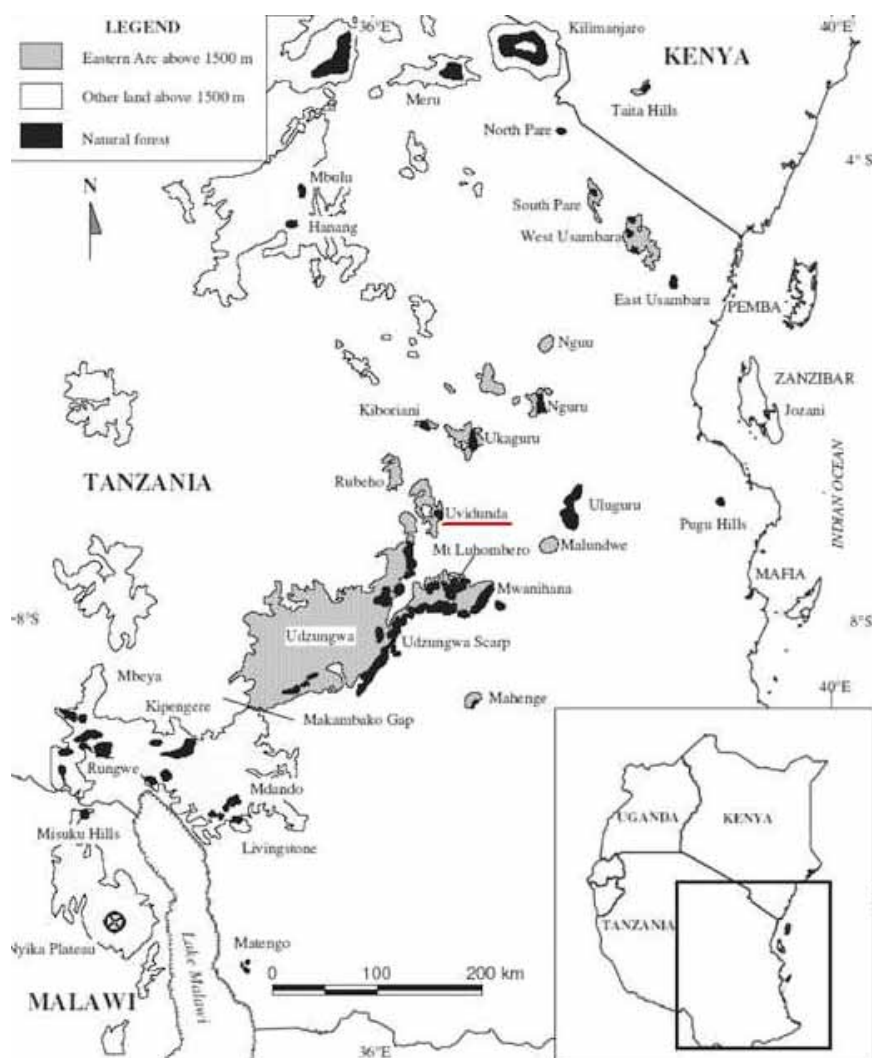 LEGEND
Eastern Arc above 1500 m
Other land above 1500 m
Natural forest
N
36°E
40°E
Kilimanjaro
KENYA
Meru
Taita Hills
North Pare
4° S
Mbulu
South Pare
Hanang
West Usambara
East Usambara
PEMBA
Nguu
ZANZIBAR
Jozani
Nguru
Kiboriani
Ukaguru
TANZANIA
Rubeho
Uvidunda
Uluguru
Pugu Hills
INDIAN OCEAN
Malundwe
Mt Luhombero
MAFIA
Mwanihana
8°S
8°S
Udzungwa
Udzungwa Scarp
Mbeya
Kipengere
Mahenge
40°E
Makambako Gap
Rungwe
Mdando
Misuku Hills
Livingstone
UGANDA
KENYA
TANZANIA
Nyika Plateau
Lake Malawi
Matengo
0 100 200 km
MALAWI
36°E